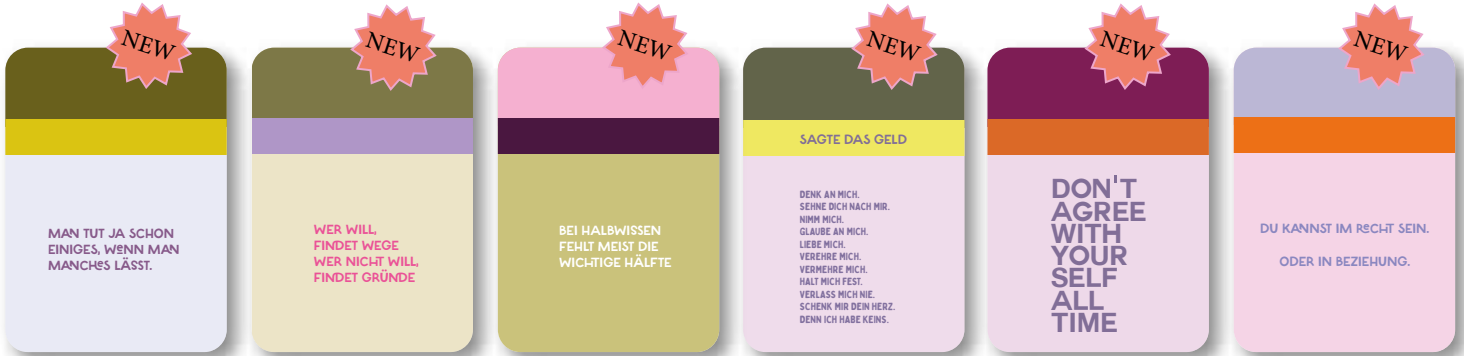 NEW
MAN TUT JA SCHON
EINIGES, WENN MAN
MANCHES LÄSST.
NEW
WER WILL,
FINDET WEGE
WER NICHT WILL,
FINDET GRÜNDE
NEW
BEI HALBWISSEN
FEHLT MEIST DIE
WICHTIGE HÄLFTE
NEW
SAGTE DAS GELD
DENK AN MICH.
SEHNE DICH NACH MIR.
NIMM MICH.
GLAUBE AN MICH.
LIEBE MICH.
VEREHRE MICH.
VERMEHRE MICH.
HALT MICH FEST.
VERLASS MICH NIE.
SCHENK MIR DEIN HERZ.
DENN ICH HABE KEINS.
NEW
DON'T
AGREE
WITH
YOUR
SELF
ALL
TIME
NEW
DU KANNST IM RECHT SEIN.
ODER IN BEZIEHUNG.